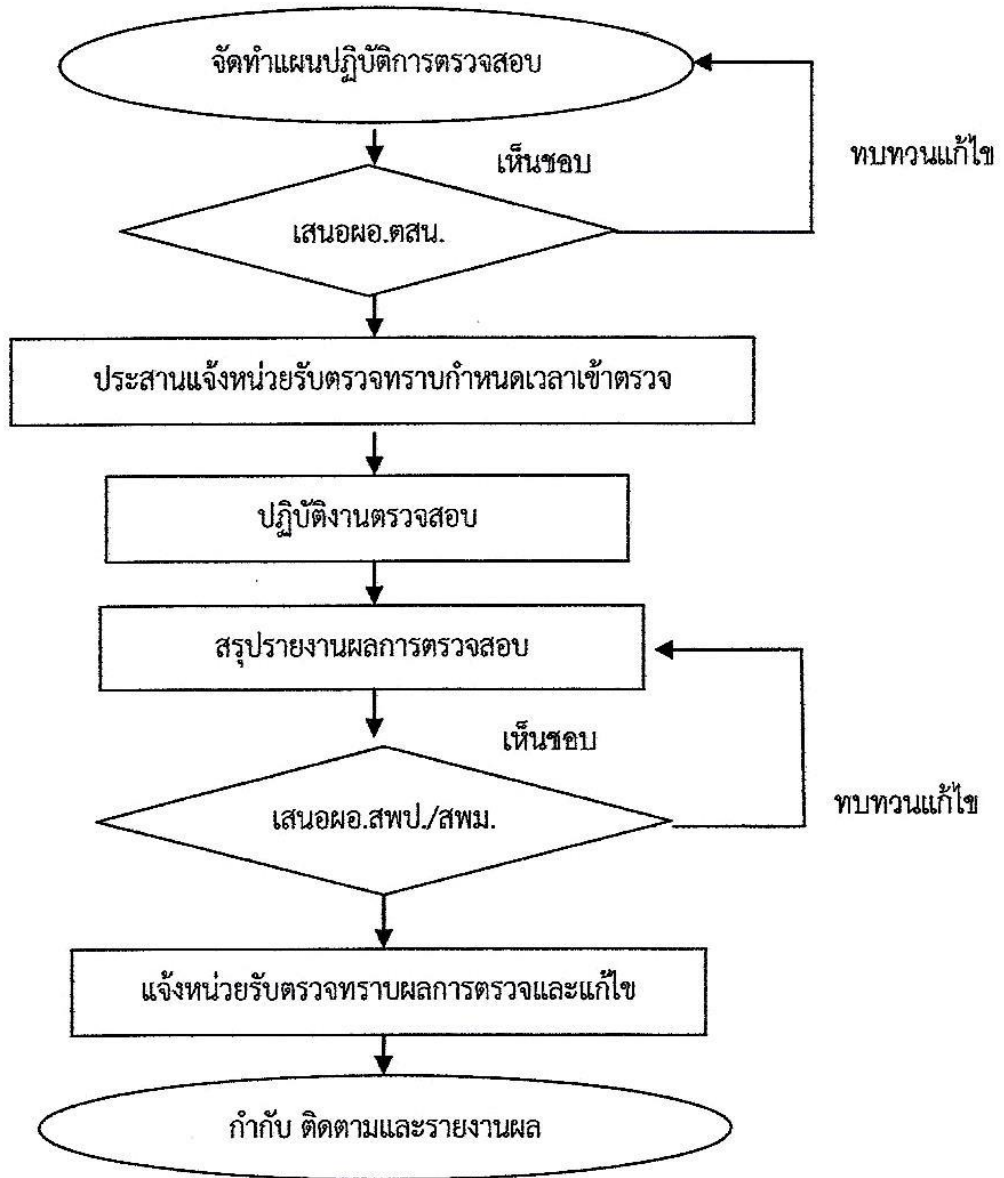 จัดทำแผนปฏิบัติการตรวจสอบ
เห็นชอบ
ทบทวนแก้ไข
เสนอผอ.ตสน.
ประสานแจ้งหน่วยรับตรวจทราบกำหนดเวลาเข้าตรวจ
ปฏิบัติงานตรวจสอบ
สรุปรายงานผลการตรวจสอบ
เห็นชอบ
ทบทวนแก้ไข
เสนอผอ.สพป./สพม.
แจ้งหน่วยรับตรวจทราบผลการตรวจและแก้ไข
กำกับ ติดตามและรายงานผล